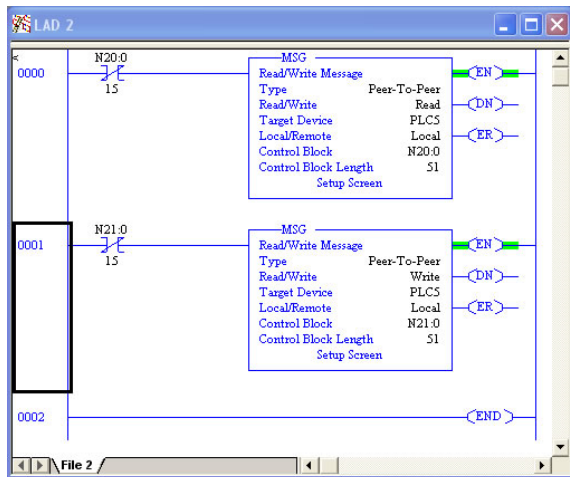 LAD 2
0000
N20:0
15
MSG
Read/Write Message
Type Peer-To-Peer
Read/Write Read
Target Device PLC5
Local/Remote Local
Control Block N20:0
Control Block Length 51
Setup Screen
EN
DN
ER
0001
N21:0
15
MSG
Read/Write Message
Type Peer-To-Peer
Read/Write Write
Target Device PLC5
Local/Remote Local
Control Block N21:0
Control Block Length 51
Setup Screen
EN
DN
ER
0002
END
File 2